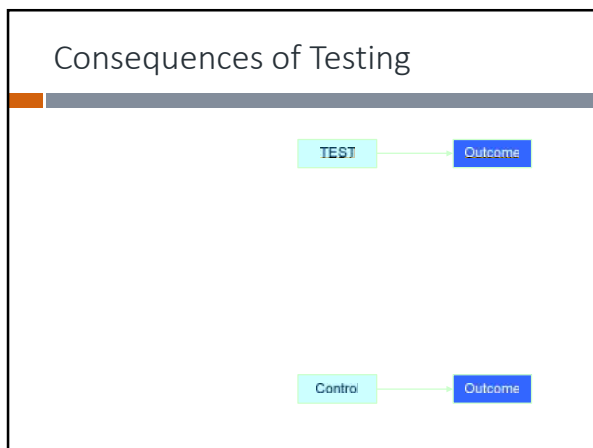 Consequences of Testing
TEST
Outcome
Control
Outcome